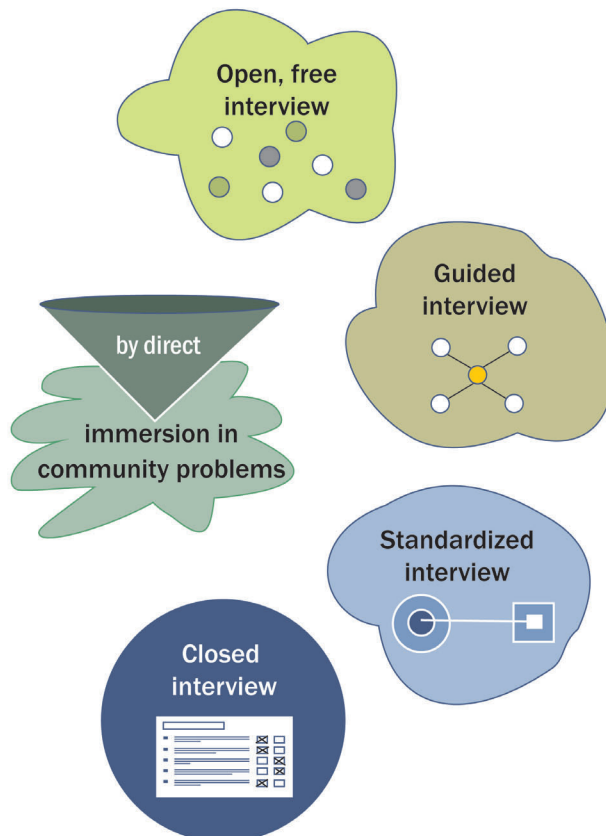 Open, free
interview
Guided
interview
by direct
immersion in
community problems
Standardized
interview
Closed
interview